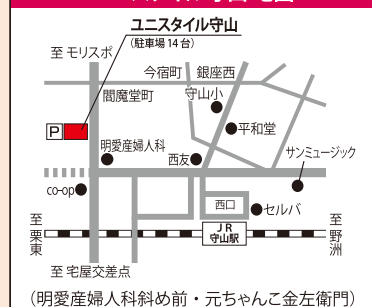 ユニスタイル守山
（駐車場14台）
至 モリスポ
今宿町
銀座西
閻魔堂町
守山小
P
平和堂
明愛産婦人科
西友
サンミュージック
co-op
西口
セルバ
至栗東
JR
守山駅
至野洲
至 宅屋交差点
（明愛産婦人科斜め前・元ちゃんこ金左衛門）